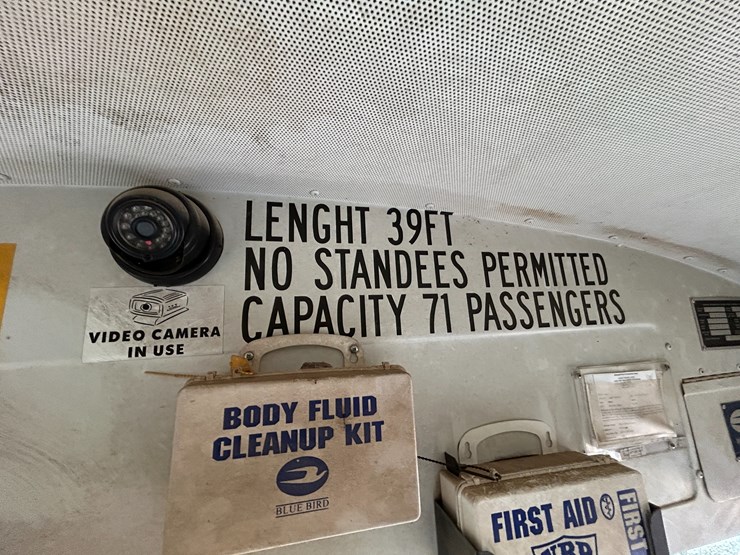 LENGHT 39FT
NO STANDEES PERMITTED
CAPACITY 71 PASSENGERS
VIDEO CAMERA
IN USE
BODY FLUID
CLEANUP KIT
BLUE BIRD
FIRST AID